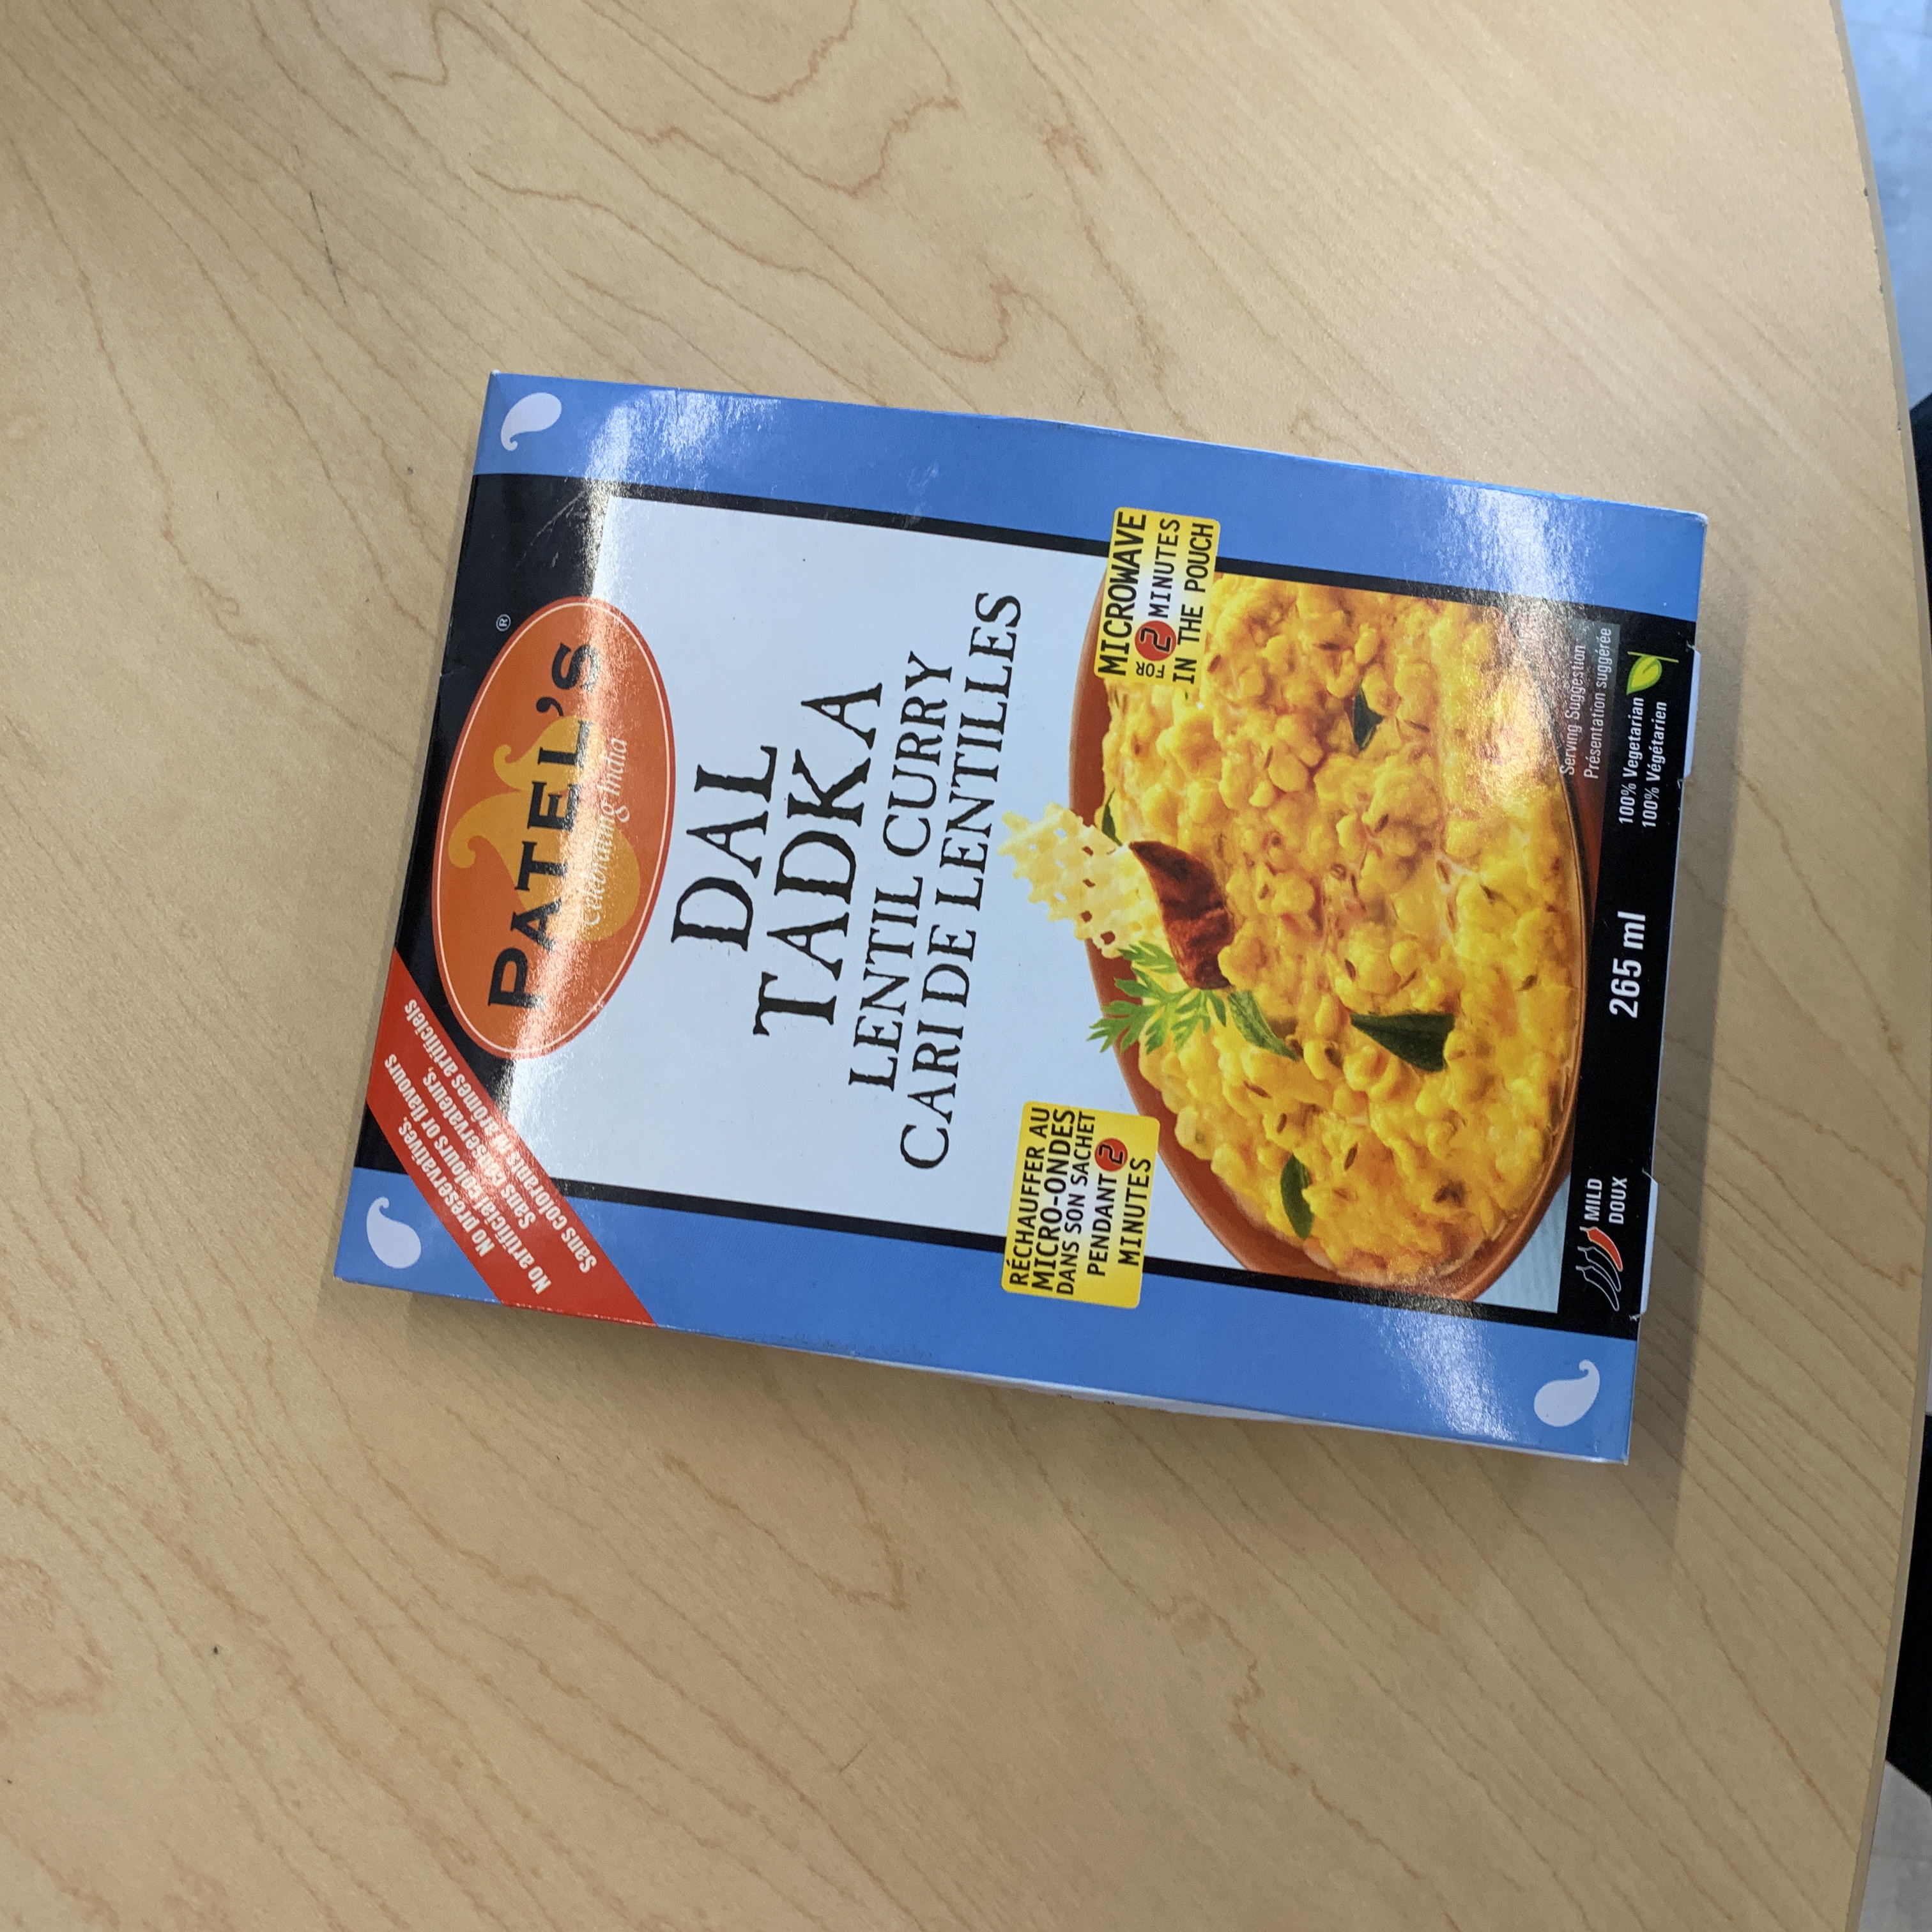 No preservatives.
No artificial colours or flavours
Sans conservateurs,
Sans colorants ni arômes artificiels
PATEL'S
®
Celebrating India
DAL
TADKA
LENTIL CURRY
CARI DE LENTILLES
RÉCHAUFFER AU
MICRO-ONDES
DANS SON SACHET
PENDANT 2
MINUTES
MICROWAVE
FOR 2 MINUTES
IN THE POUCH
Serving Suggestion
Présentation suggérée
MILD
DOUX
265 ml
100% Vegetarian
100% Végétarien